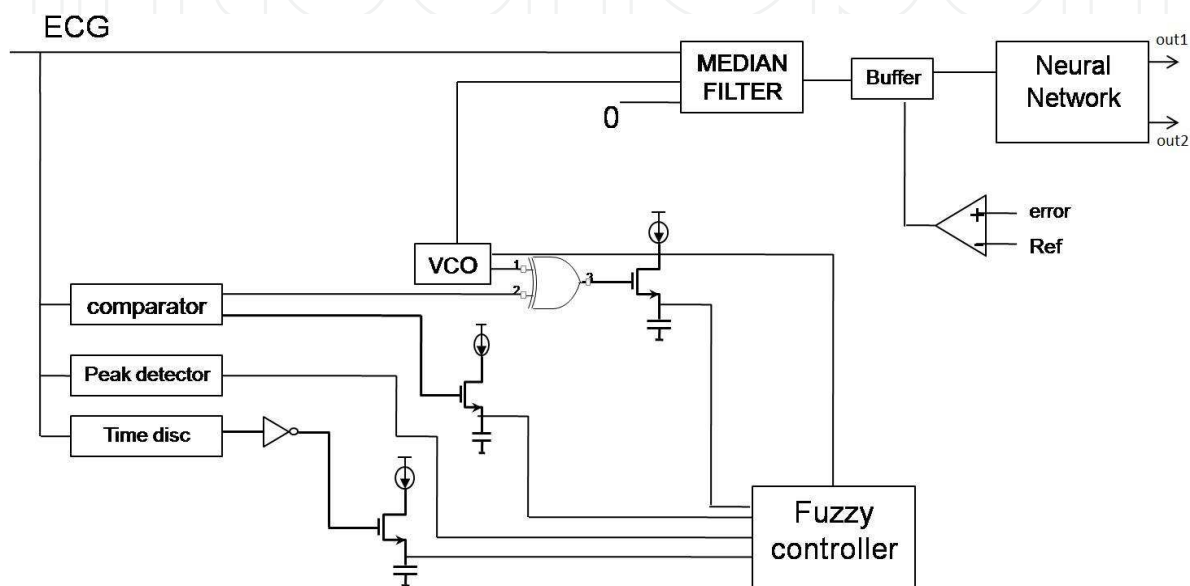 ECG
MEDIAN
FILTER
0
Buffer
Neural
Network
out1
out2
+
error
-
Ref
VCO
1
2
3
comparator
Peak detector
Time disc
Fuzzy
controller